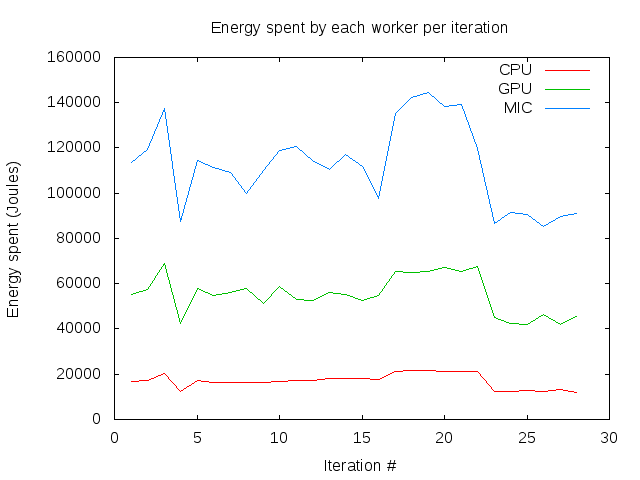 Energy spent by each worker per iteration
160000
140000
120000
100000
80000
60000
40000
20000
0
Energy spent (Joules)
CPU
GPU
MIC
0 5 10 15 20 25 30
Iteration #